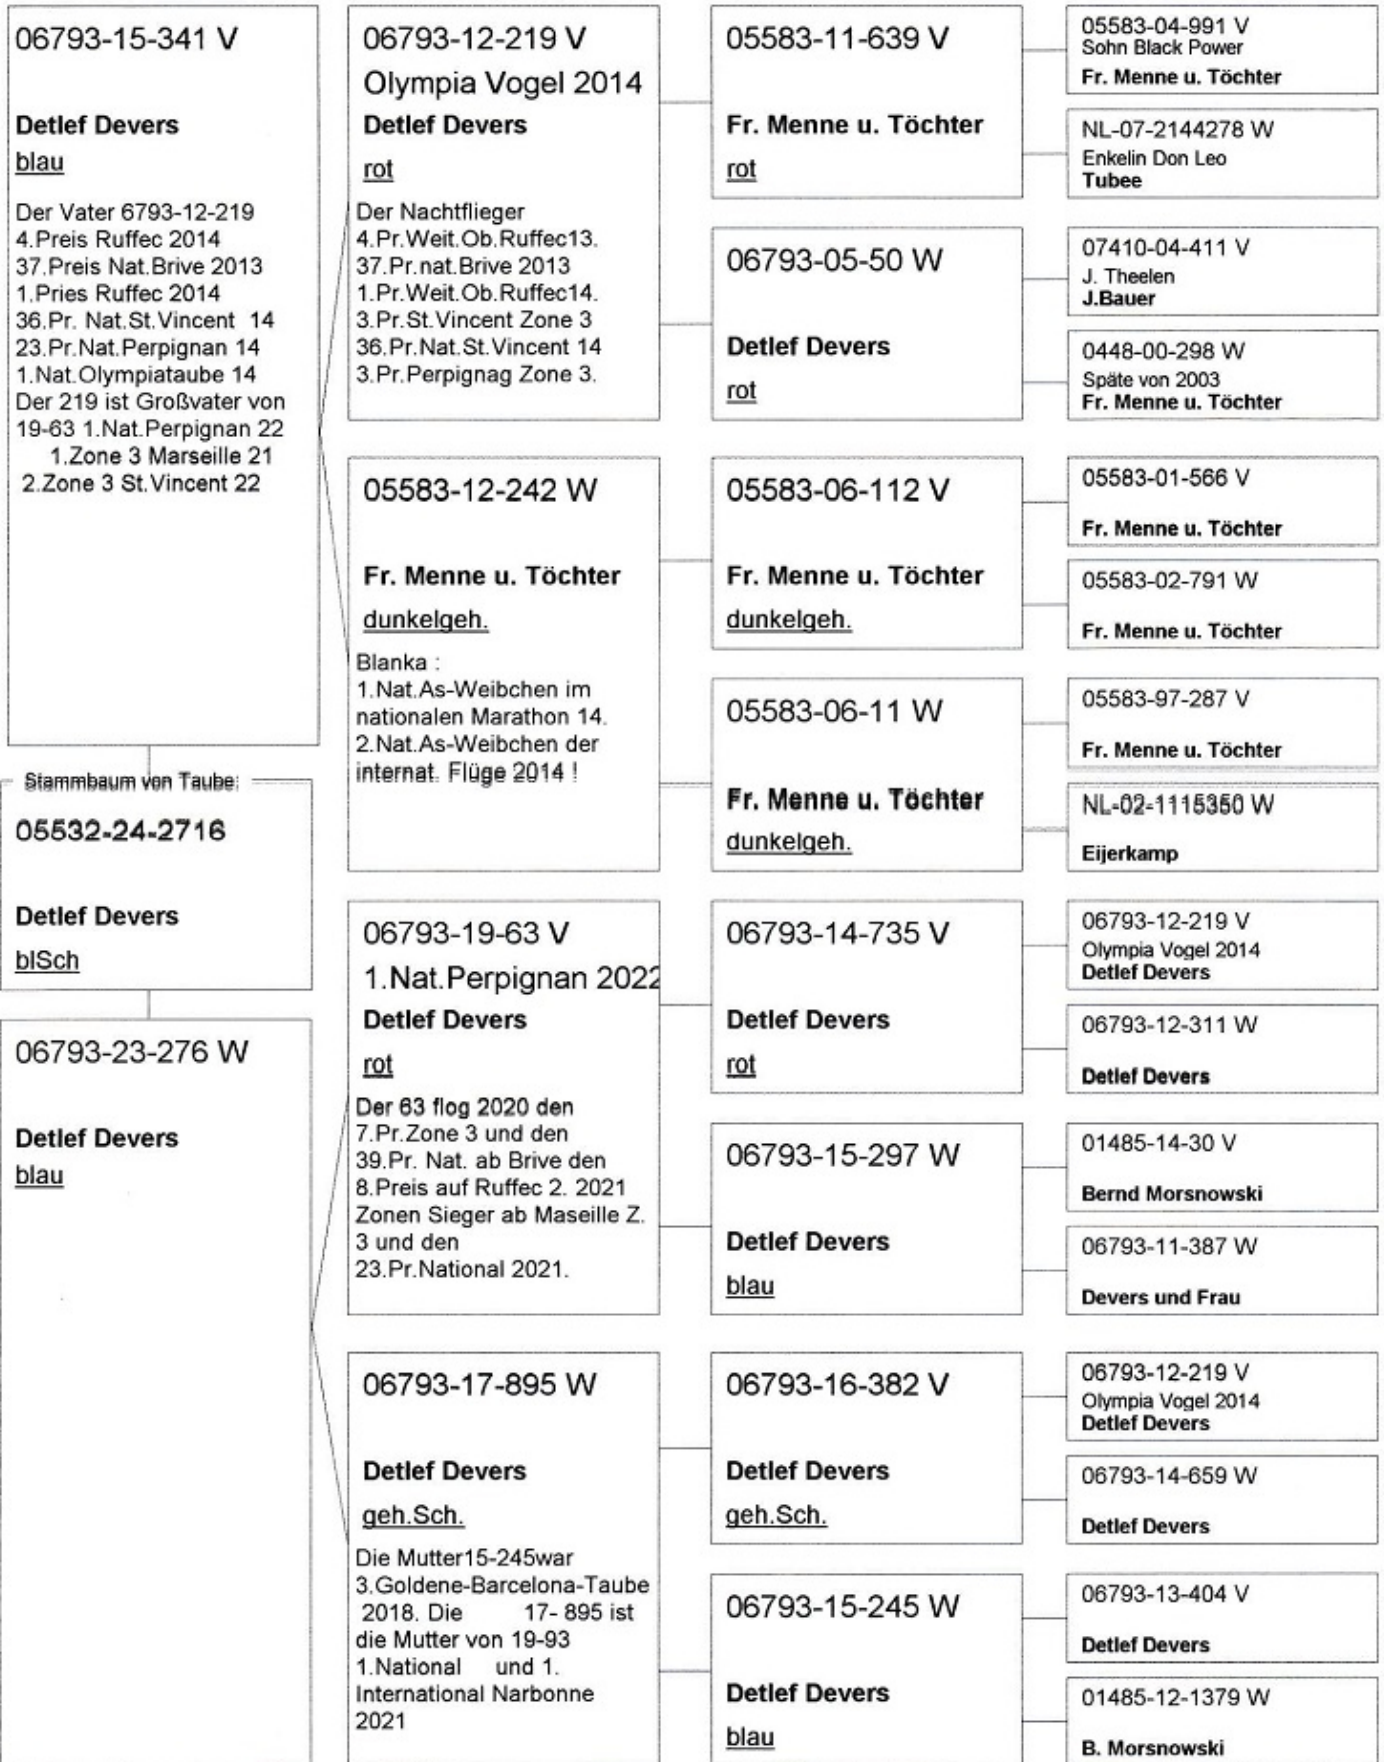 06793-15-341 V
Detlef Devers
blau
Der Vater 6793-12-219
4.Preis Ruffec 2014
37.Preis Nat.Brive 2013
1.Pries Ruffec 2014
36.Pr. Nat.St.Vincent 14
23.Pr.Nat.Perpignan 14
1.Nat.Olympiataube 14
Der 219 ist Großvater von
19-63 1.Nat.Perpignan 22
1.Zone 3 Marseille 21
2.Zone 3 St.Vincent 22
Stammbaum von Taube:
05532-24-2716
Detlef Devers
blSch
06793-23-276 W
Detlef Devers
blau
06793-12-219 V
Olympia Vogel 2014
Detlef Devers
rot
Der Nachtflieger
4.Pr.Weit.Ob.Ruffec13.
37.Pr.nat.Brive 2013
1.Pr.Weit.Ob.Ruffec14.
3.Pr.St.Vincent Zone 3
36.Pr.Nat.St.Vincent 14
3.Pr.Perpignag Zone 3.
05583-12-242 W
Fr. Menne u. Töchter
dunkelgeh.
Blanka :
1.Nat.As-Weibchen im
nationalen Marathon 14.
2.Nat.As-Weibchen der
internat. Flüge 2014 !
06793-19-63 V
1.Nat.Perpignan 2022
Detlef Devers
rot
Der 63 flog 2020 den
7.Pr.Zone 3 und den
39.Pr. Nat. ab Brive den
8.Preis auf Ruffec 2. 2021
Zonen Sieger ab Maseille Z.
3 und den
23.Pr.National 2021.
06793-17-895 W
Detlef Devers
geh.Sch.
Die Mutter15-245war
3.Goldene-Barcelona-Taube
2018. Die 17- 895 ist
die Mutter von 19-93
1.National und 1.
International Narbonne
2021
05583-11-639 V
Fr. Menne u. Töchter
rot
06793-05-50 W
Detlef Devers
rot
05583-06-112 V
Fr. Menne u. Töchter
dunkelgeh.
05583-06-11 W
Fr. Menne u. Töchter
dunkelgeh.
06793-14-735 V
Detlef Devers
rot
06793-15-297 W
Detlef Devers
blau
06793-16-382 V
Detlef Devers
geh.Sch.
06793-15-245 W
Detlef Devers
blau
05583-04-991 V
Sohn Black Power
Fr. Menne u. Töchter
NL-07-2144278 W
Enkelin Don Leo
Tubee
07410-04-411 V
J. Theelen
J.Bauer
0448-00-298 W
Späte von 2003
Fr. Menne u. Töchter
05583-01-566 V
Fr. Menne u. Töchter
05583-02-791 W
Fr. Menne u. Töchter
05583-97-287 V
Fr. Menne u. Töchter
NL-02-1115350 W
Eijerkamp
06793-12-219 V
Olympia Vogel 2014
Detlef Devers
06793-12-311 W
Detlef Devers
01485-14-30 V
Bernd Morsnowski
06793-11-387 W
Devers und Frau
06793-12-219 V
Olympia Vogel 2014
Detlef Devers
06793-14-659 W
Detlef Devers
06793-13-404 V
Detlef Devers
01485-12-1379 W
B. Morsnowski